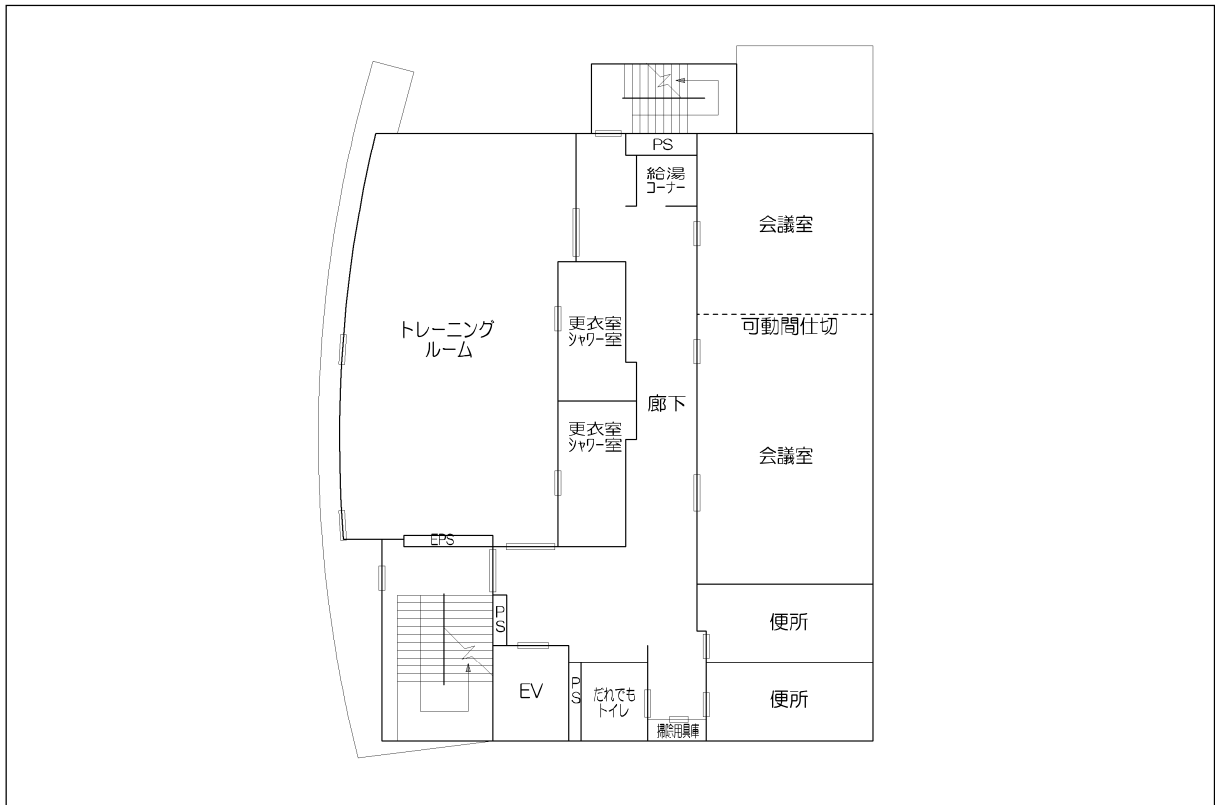 PS
給湯
コーナー
会議室
トレーニング
ルーム
更衣室
シャワー室
可動間仕切
廊下
更衣室
シャワー室
会議室
EPS
PS
便所
EV
PS
だれでも
トイレ
便所
掃除用具庫